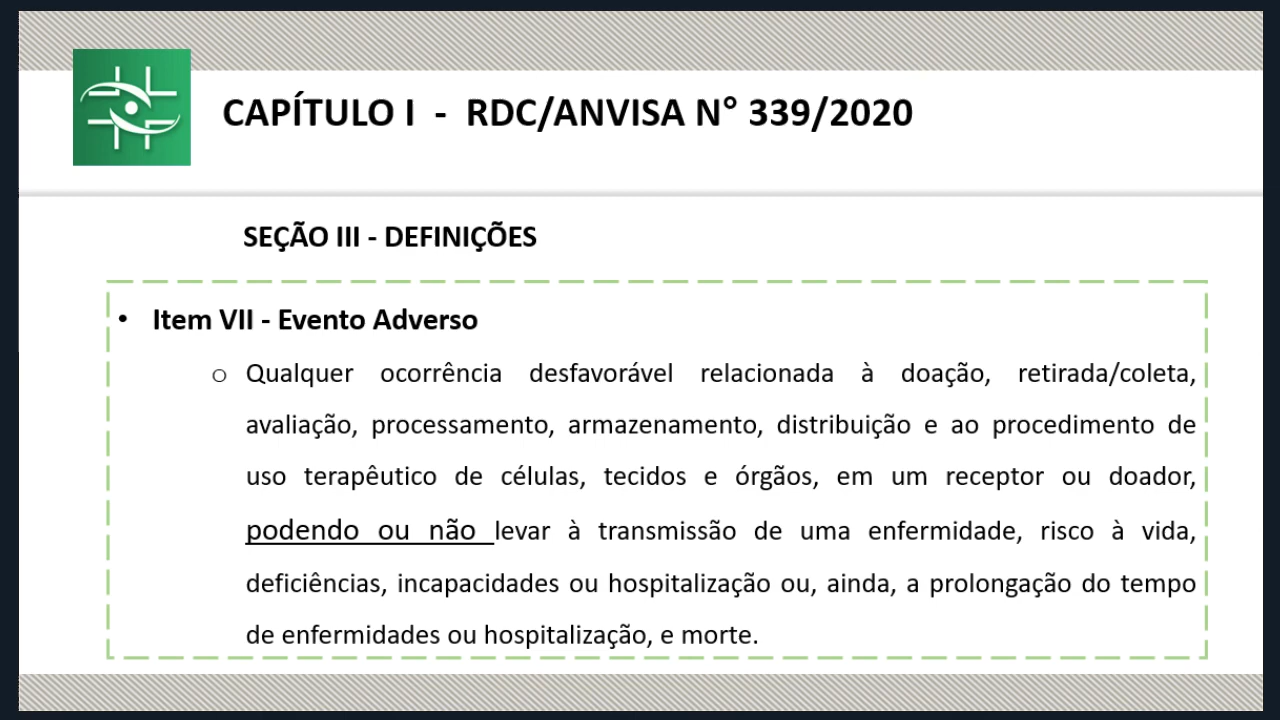 CAPÍTULO I - RDC/ANVISA N° 339/2020
SEÇÃO III - DEFINIÇÕES
• Item VII - Evento Adverso
o Qualquer ocorrência desfavorável relacionada à doação, retirada/coleta,
avaliação, processamento, armazenamento, distribuição e ao procedimento de
uso terapêutico de células, tecidos e órgãos, em um receptor ou doador,
podendo ou não levar à transmissão de uma enfermidade, risco à vida,
deficiências, incapacidades ou hospitalização ou, ainda, a prolongação do tempo
de enfermidades ou hospitalização, e morte.